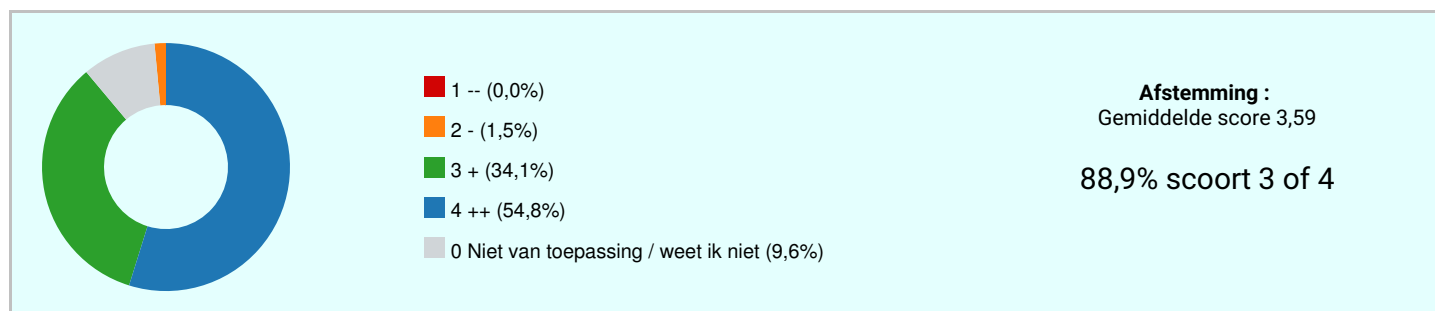 1 -- (0,0%)
2 - (1,5%)
3 + (34,1%)
4 ++ (54,8%)
0 Niet van toepassing / weet ik niet (9,6%)
Afstemming :
Gemiddelde score 3,59
88,9% scoort 3 of 4